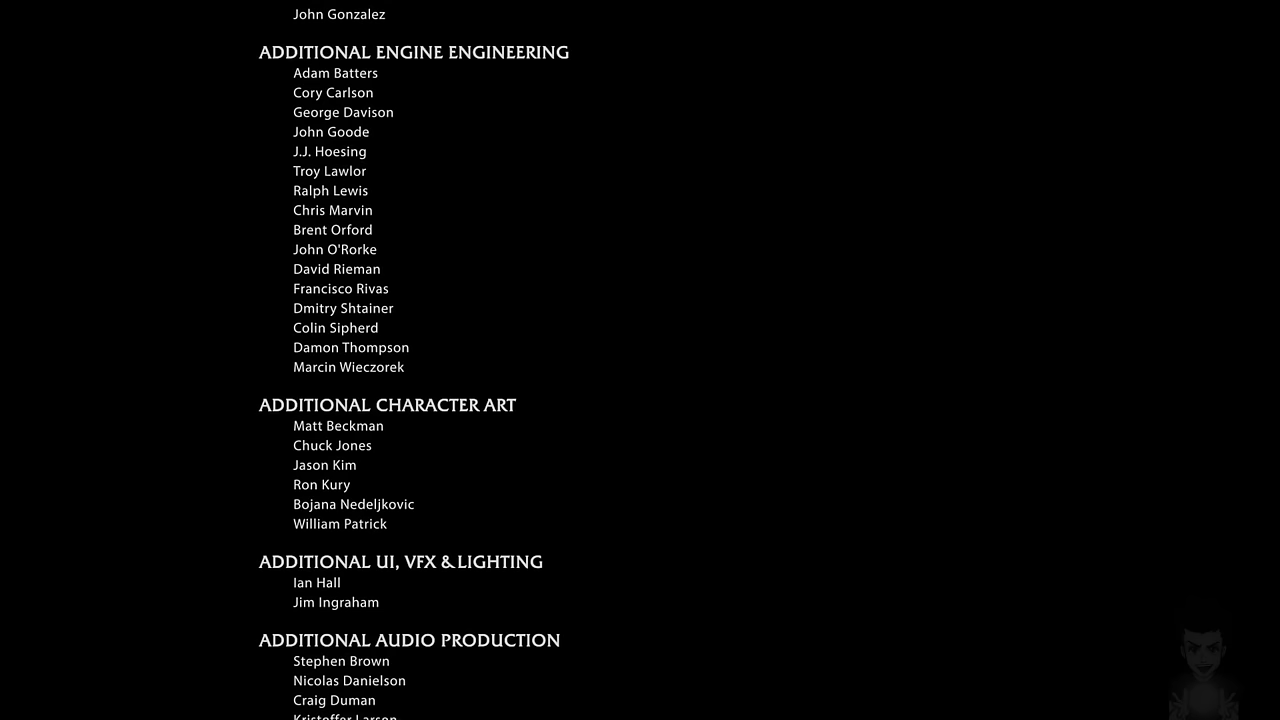 John Gonzalez
ADDITIONAL ENGINE ENGINEERING
Adam Batters
Cory Carlson
George Davison
John Goode
J.J. Hoesing
Troy Lawlor
Ralph Lewis
Chris Marvin
Brent Orford
John O'Rorke
David Rieman
Francisco Rivas
Dmitry Shtainer
Colin Sipherd
Damon Thompson
Marcin Wieczorek
ADDITIONAL CHARACTER ART
Matt Beckman
Chuck Jones
Jason Kim
Ron Kury
Bojana Nedeljkovic
William Patrick
ADDITIONAL UI, VFX & LIGHTING
Ian Hall
Jim Ingraham
ADDITIONAL AUDIO PRODUCTION
Stephen Brown
Nicolas Danielson
Craig Duman
Kristoffer Larson